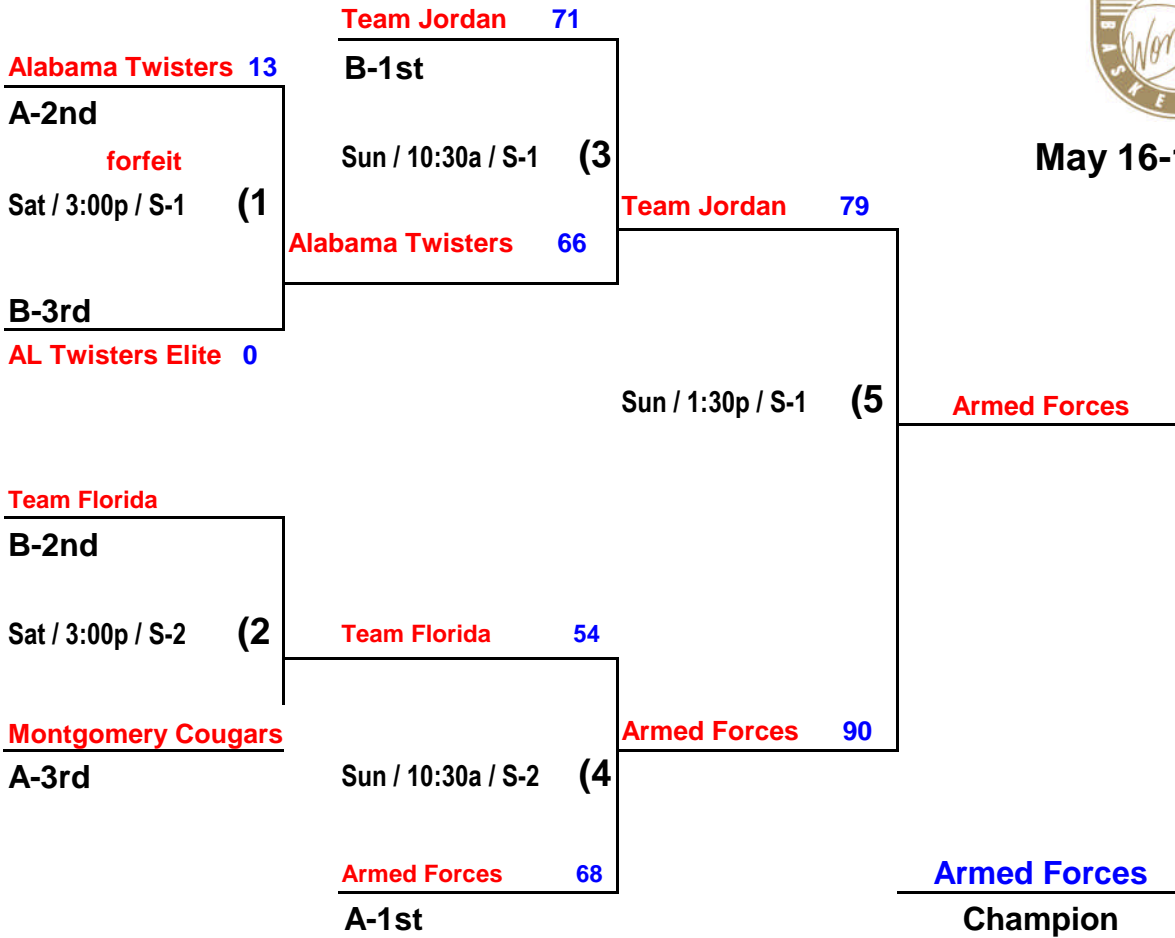 Team Jordan 71
Alabama Twisters 13
B-1st
A-2nd
forfeit
Sun / 10:30a / S-1 (3
May 16-
Sat / 3:00p / S-1 (1
Team Jordan 79
Alabama Twisters 66
B-3rd
AL Twisters Elite 0
Sun / 1:30p / S-1 (5
Armed Forces
Team Florida
B-2nd
Sat / 3:00p / S-2 (2
Team Florida 54
Montgomery Cougars
Armed Forces 90
A-3rd
Sun / 10:30a / S-2 (4
Armed Forces 68
Armed Forces
A-1st
Champion